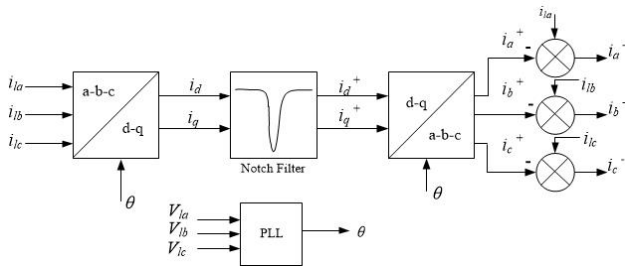 i_la
i_a^+ - i_a^-
i_la a-b-c i_d i_d^+ d-q i_b^+ i_lb
i_lb i_b^-
i_lc d-q i_q i_q^+ a-b-c - i_c^+ i_lc
- i_c^-
Notch Filter
θ θ
V_la
V_lb PLL θ
V_lc